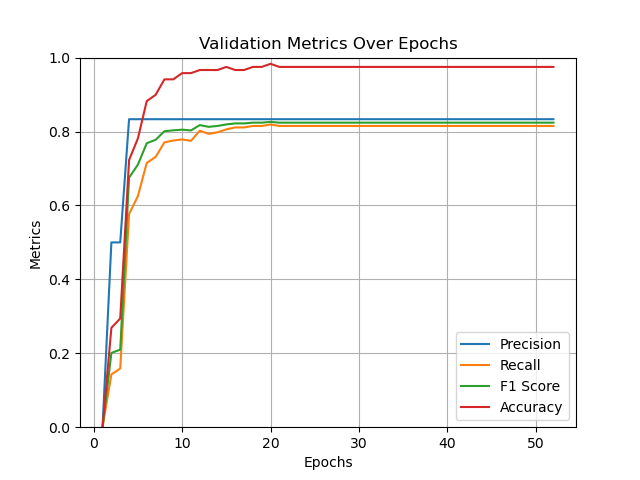 Validation Metrics Over Epochs
Metrics
1.0
0.8
0.6
0.4
0.2
0.0
0 10 20 30 40 50
Epochs
Precision
Recall
F1 Score
Accuracy